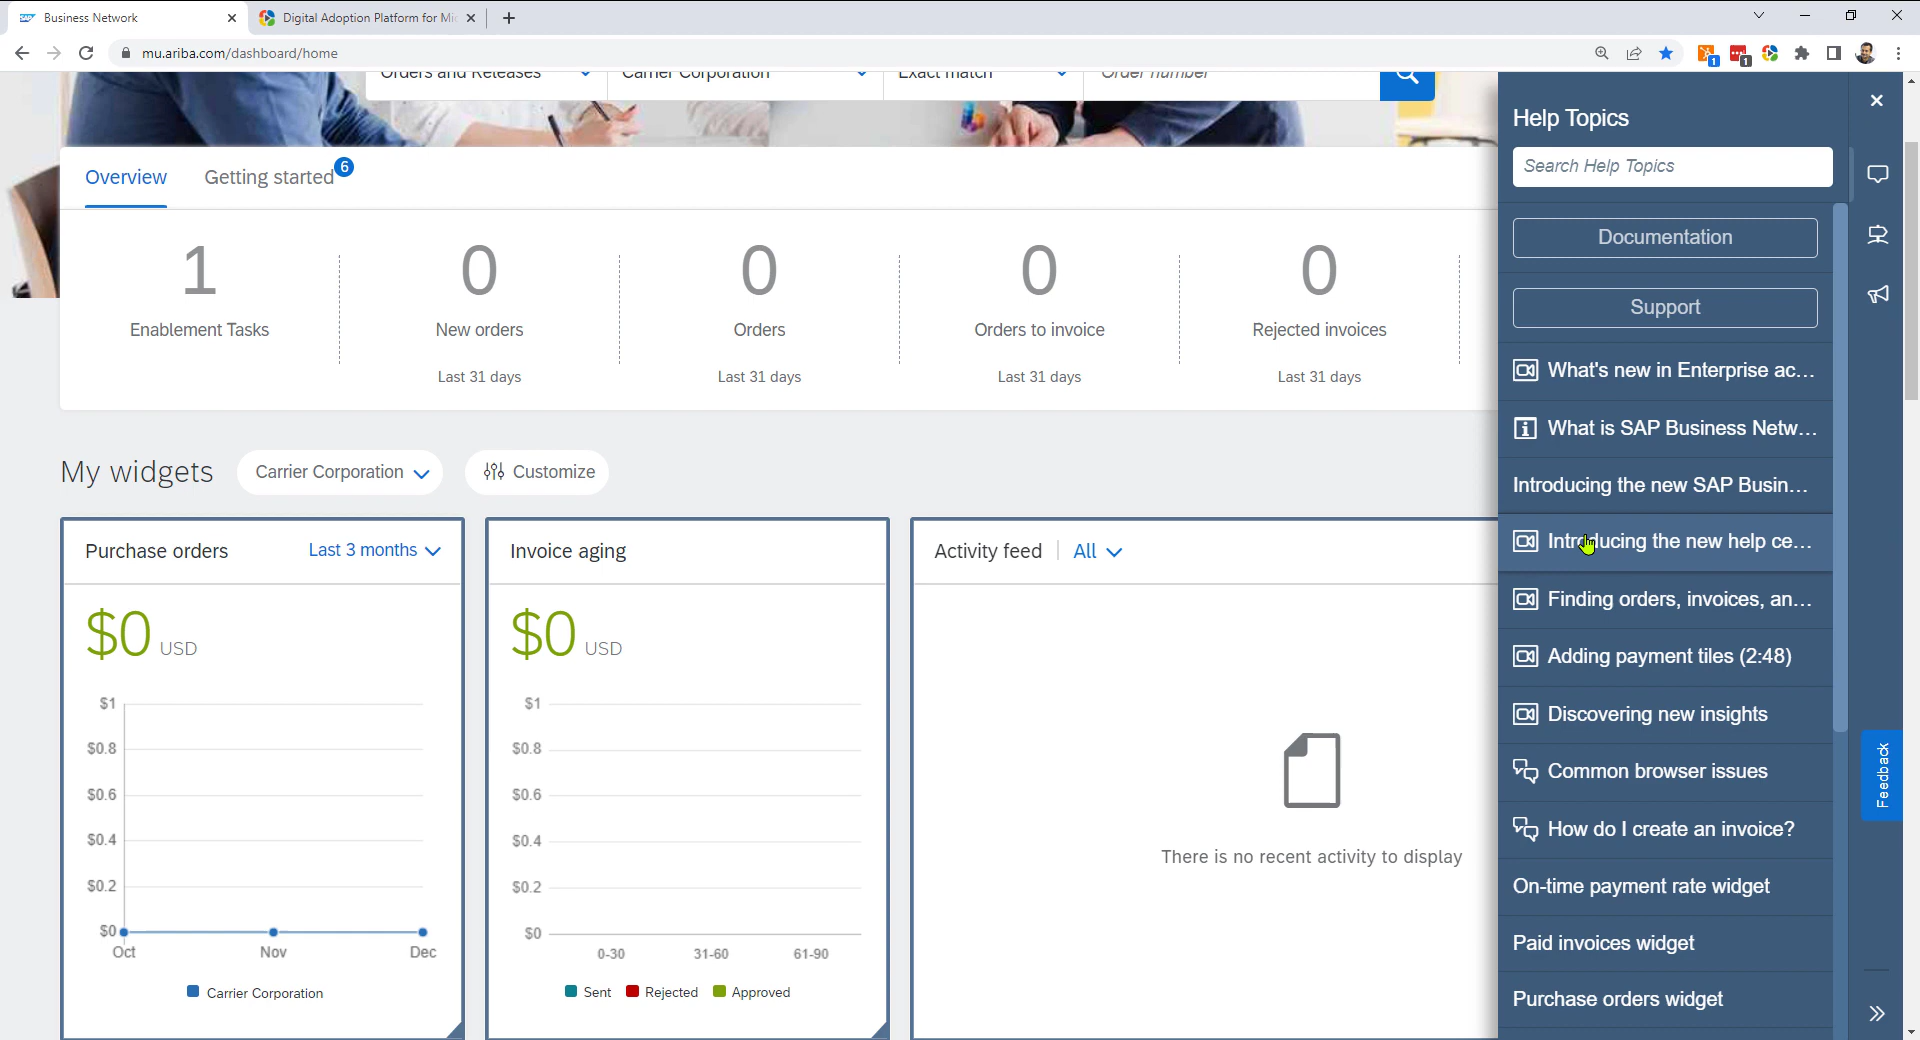 SAP Business Network
Digital Adoption Platform for Mic
mu.ariba.com/dashboard/home
1
1
Orders and Releases
Carrier Corporation
Exact match
Order number
Overview
Getting started
6
1
Enablement Tasks
0
New orders
Last 31 days
0
Orders
Last 31 days
0
Orders to invoice
Last 31 days
0
Rejected invoices
Last 31 days
My widgets
Carrier Corporation
Customize
Purchase orders
Last 3 months
$0 USD
$1
$0.8
$0.6
$0.4
$0.2
$0
Oct Nov Dec
Carrier Corporation
Invoice aging
$0 USD
$1
$0.8
$0.6
$0.4
$0.2
$0
0-30 31-60 61-90
Sent Rejected Approved
Activity feed
All
There is no recent activity to display
Help Topics
Search Help Topics
Documentation
Support
What's new in Enterprise ac...
What is SAP Business Netw...
Introducing the new SAP Busin...
Introducing the new help ce...
Finding orders, invoices, an...
Adding payment tiles (2:48)
Discovering new insights
Common browser issues
How do I create an invoice?
On-time payment rate widget
Paid invoices widget
Purchase orders widget
Feedback